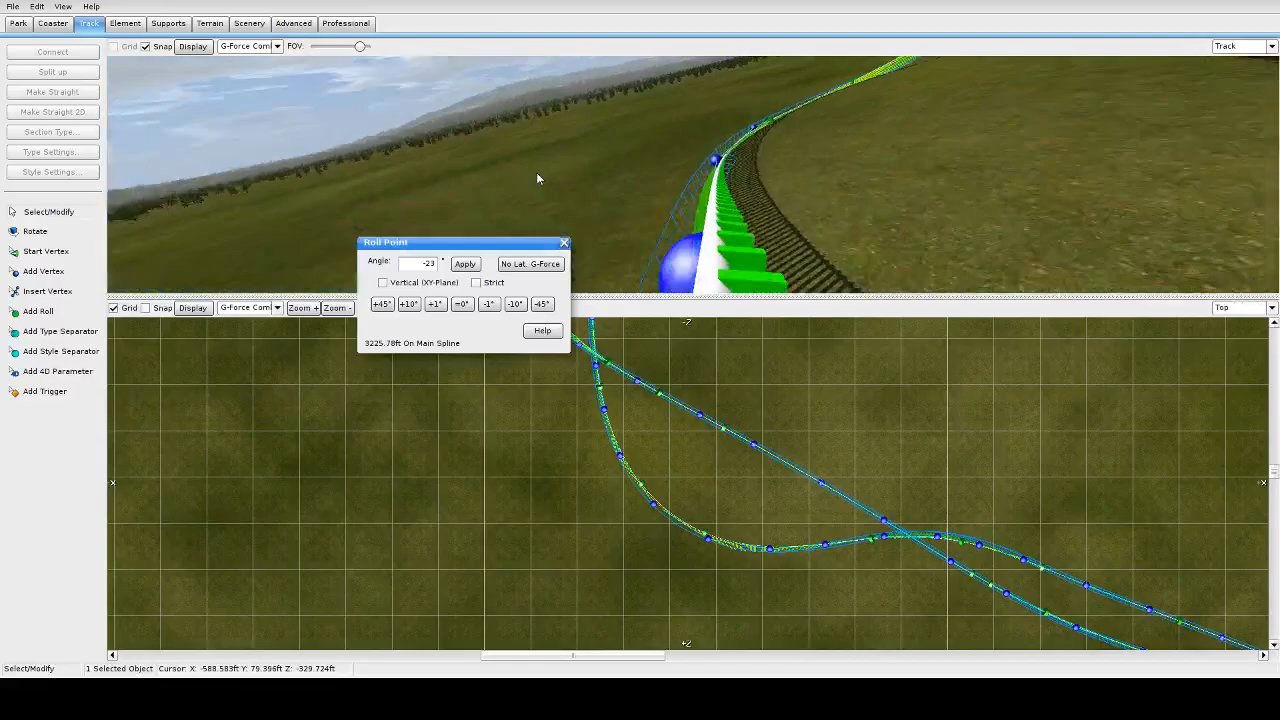 File Edit View Help
Park Coaster Track Element Supports Terrain Scenery Advanced Professional
Connect
Split up
Make Straight
Make Straight 2D
Section Type...
Type Settings..
Style Settings...
Select/Modify
Rotate
Start Vertex
Add Vertex
Insert Vertex
Add Roll
Add Type Separator
Add Style Separator
Add 4D Parameter
Add Trigger
Grid Snap Display G-Force Com FOV. Track
Roll Point
Angle: -23 ° Apply No Lat. G-Force
Vertical (XY-Plane) Strict
+45° +10° +1° =0° -1° -10° -45°
Help
3225.78ft On Main Spline
Grid Snap Display G-Force Com Zoom + Zoom - Top
-Z
-X
+X
+Z
Select/Modify 1 Selected Object Cursor: X: -588.583ft Y: 79.396ft Z: -329.724ft